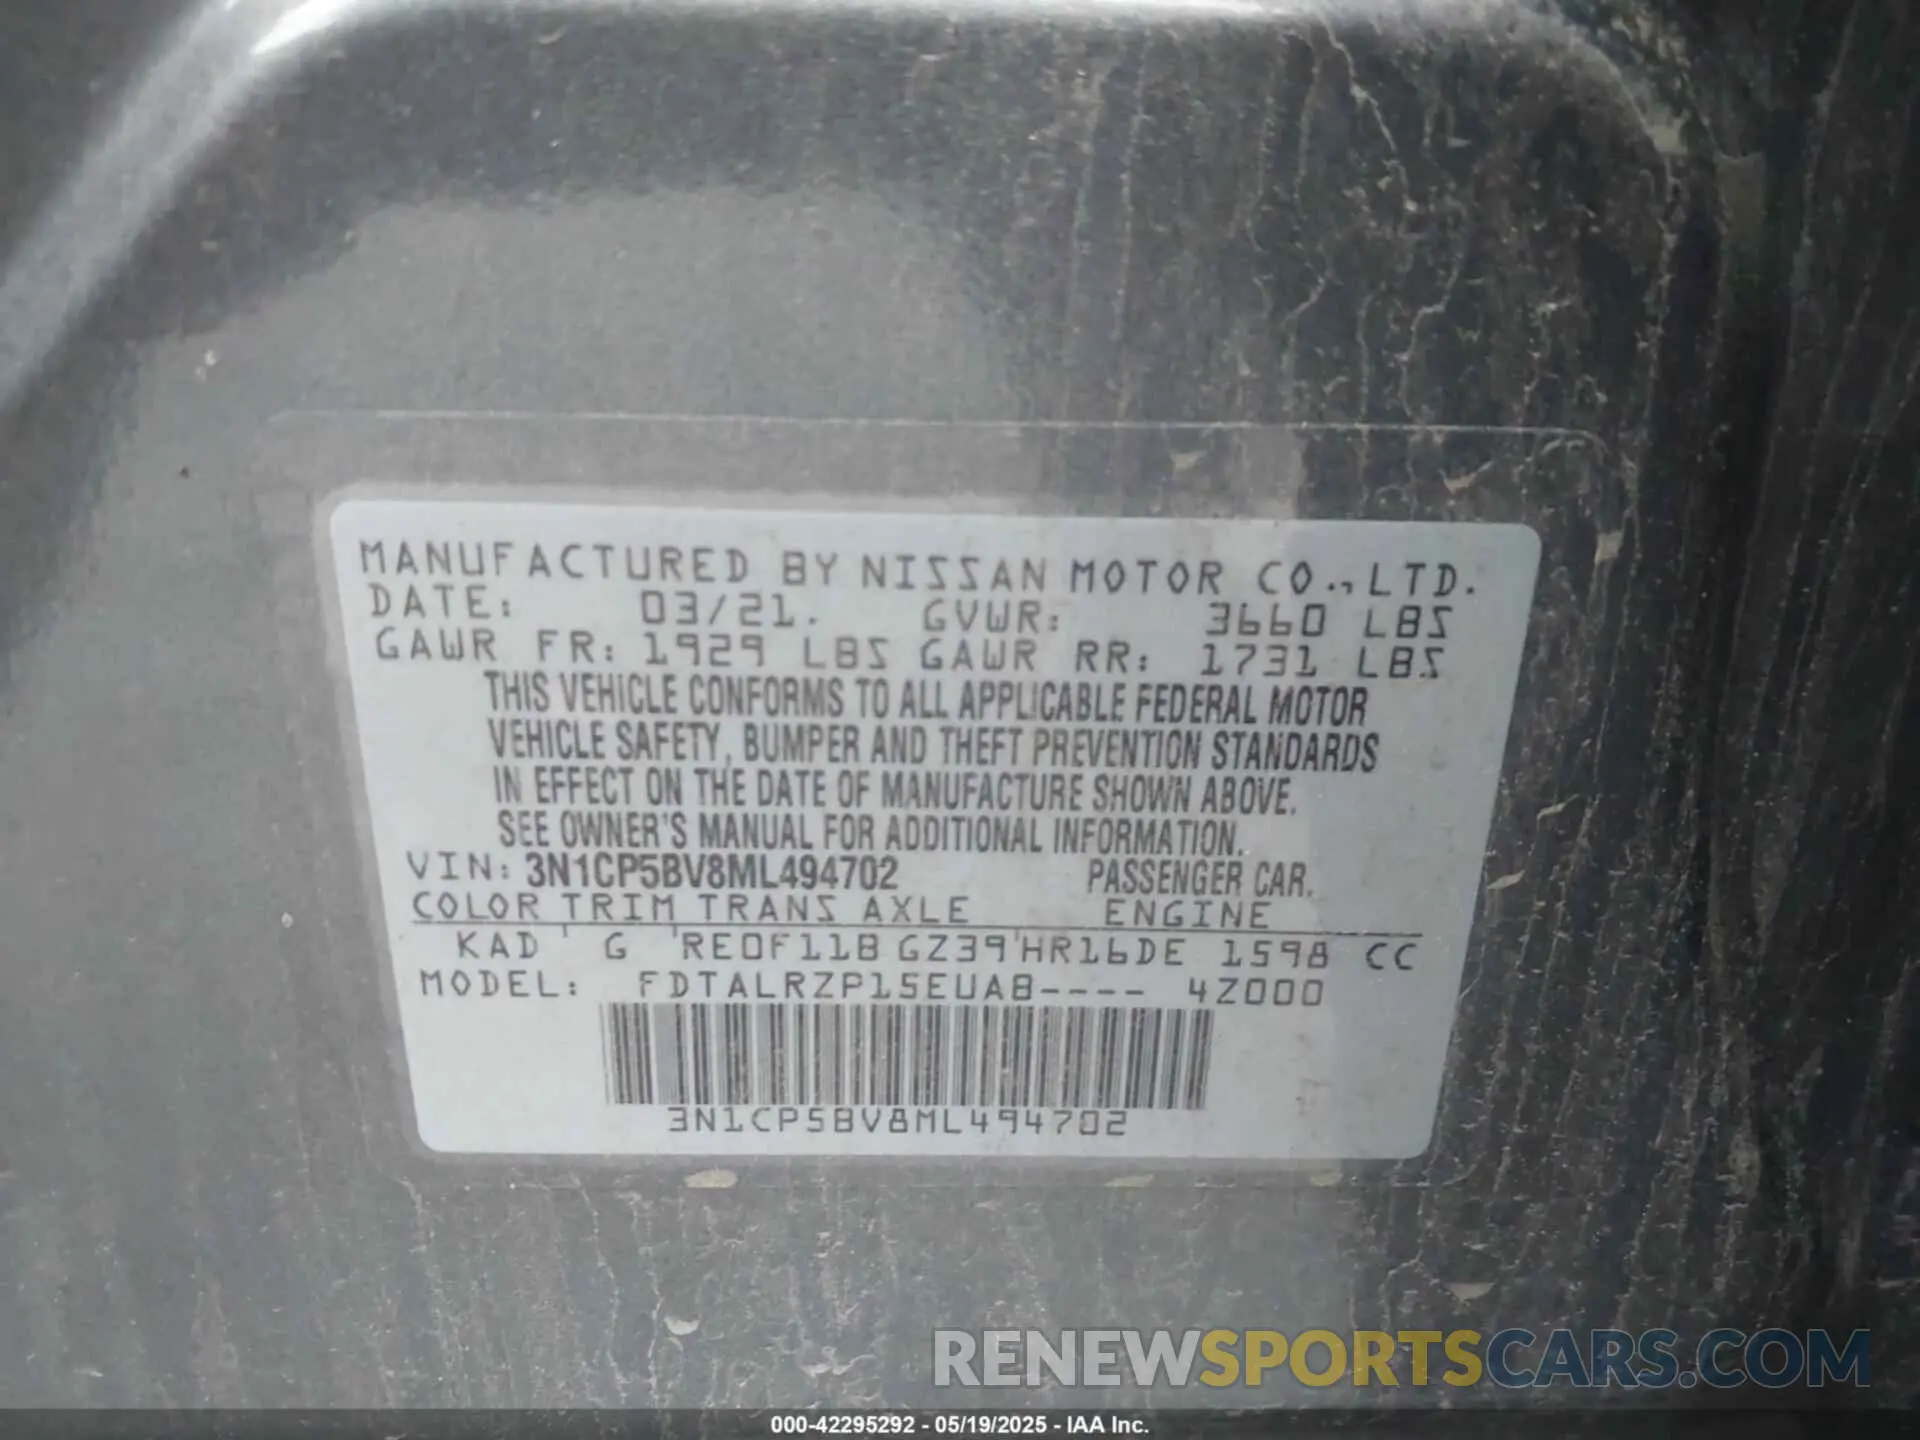 MANUFACTURED BY NISSAN MOTOR CO., LTD.
DATE: 03/21. GVWR: 3660 LBS
GAWR FR: 1929 LBS GAWR RR: 1731 LBS
THIS VEHICLE CONFORMS TO ALL APPLICABLE FEDERAL MOTOR
VEHICLE SAFETY, BUMPER AND THEFT PREVENTION STANDARDS
IN EFFECT ON THE DATE OF MANUFACTURE SHOWN ABOVE.
SEE OWNER'S MANUAL FOR ADDITIONAL INFORMATION.
VIN: 3N1CP5BV8ML494702 PASSENGER CAR.
COLOR TRIM TRANS AXLE ENGINE
KAD ' G 'RE0F11B GZ39'HR16DE 1598 CC
MODEL: FDTALRZP15EUA8---- 4Z000
3N1CP5BV8ML494702
RENEWSPORTSCARS.COM
000-42295292 - 05/19/2025 - IAA Inc.